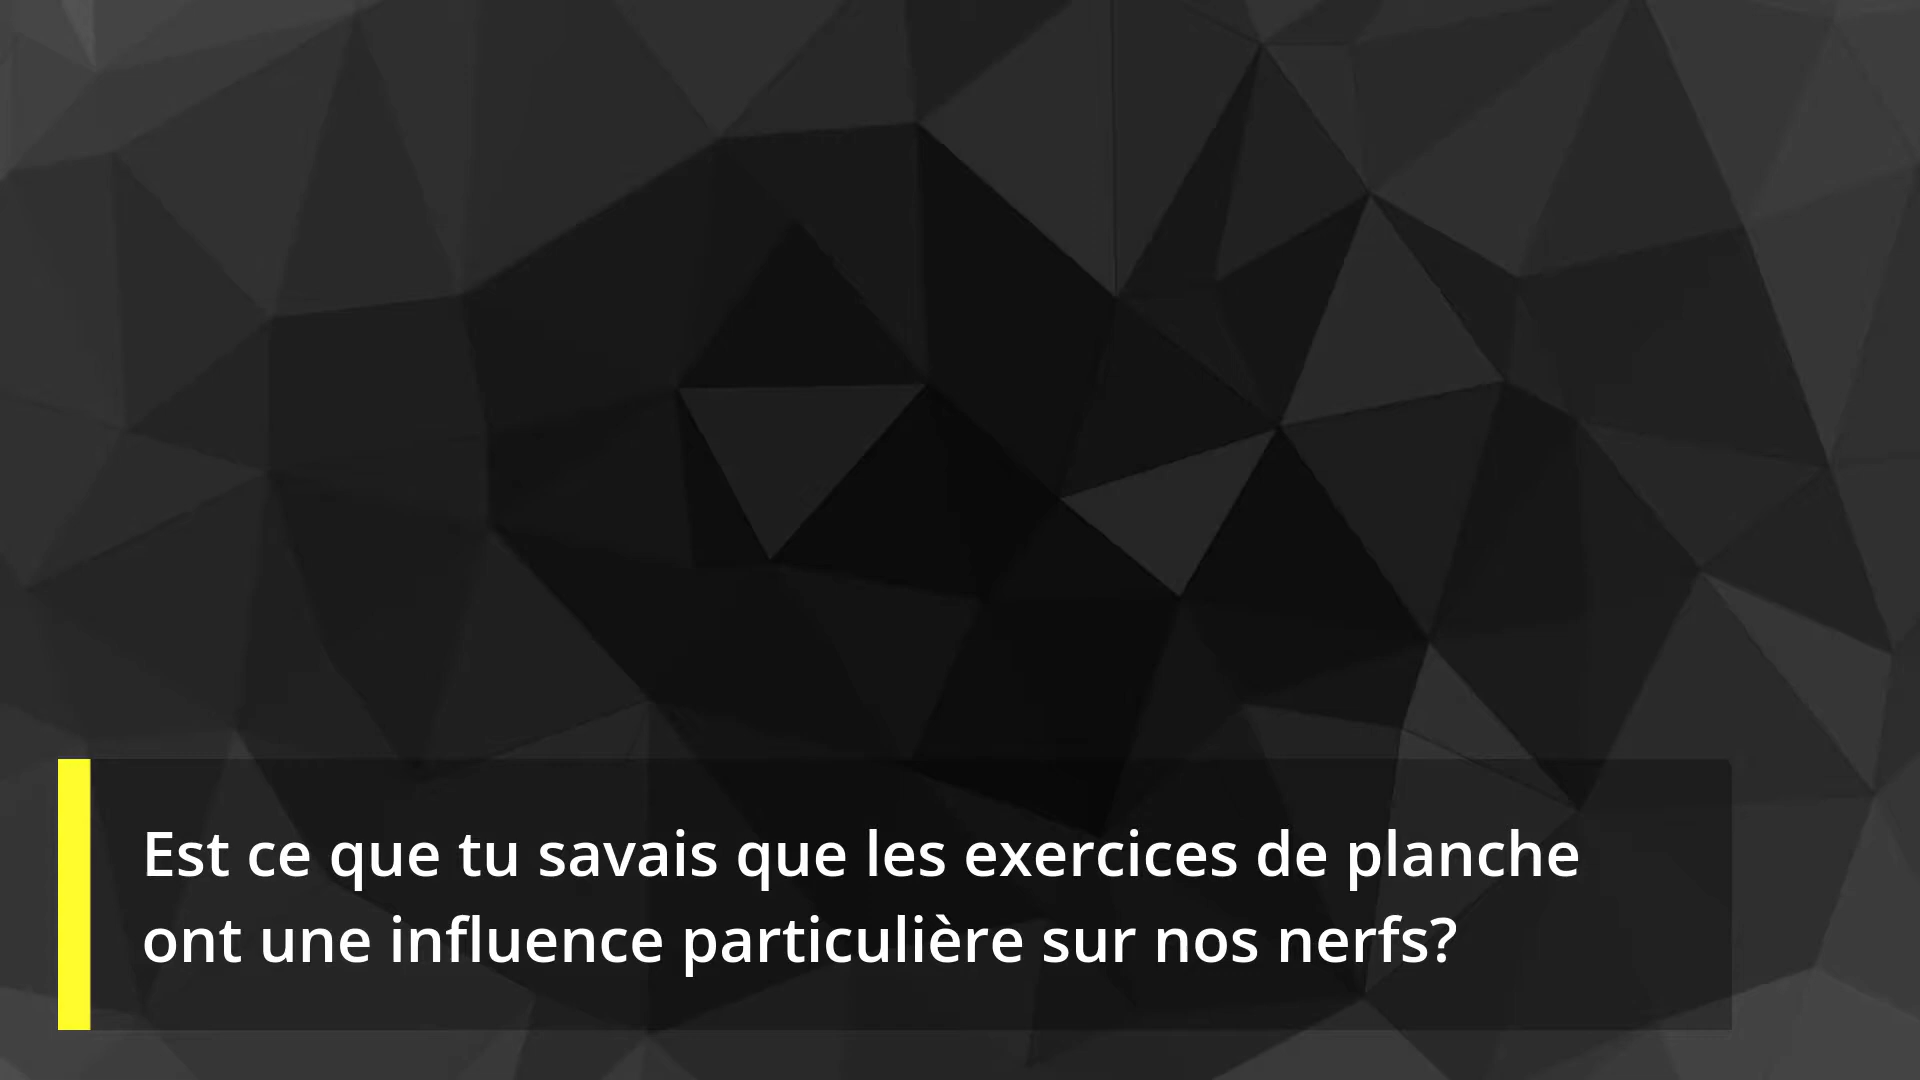 Est ce que tu savais que les exercices de planche
ont une influence particulière sur nos nerfs?